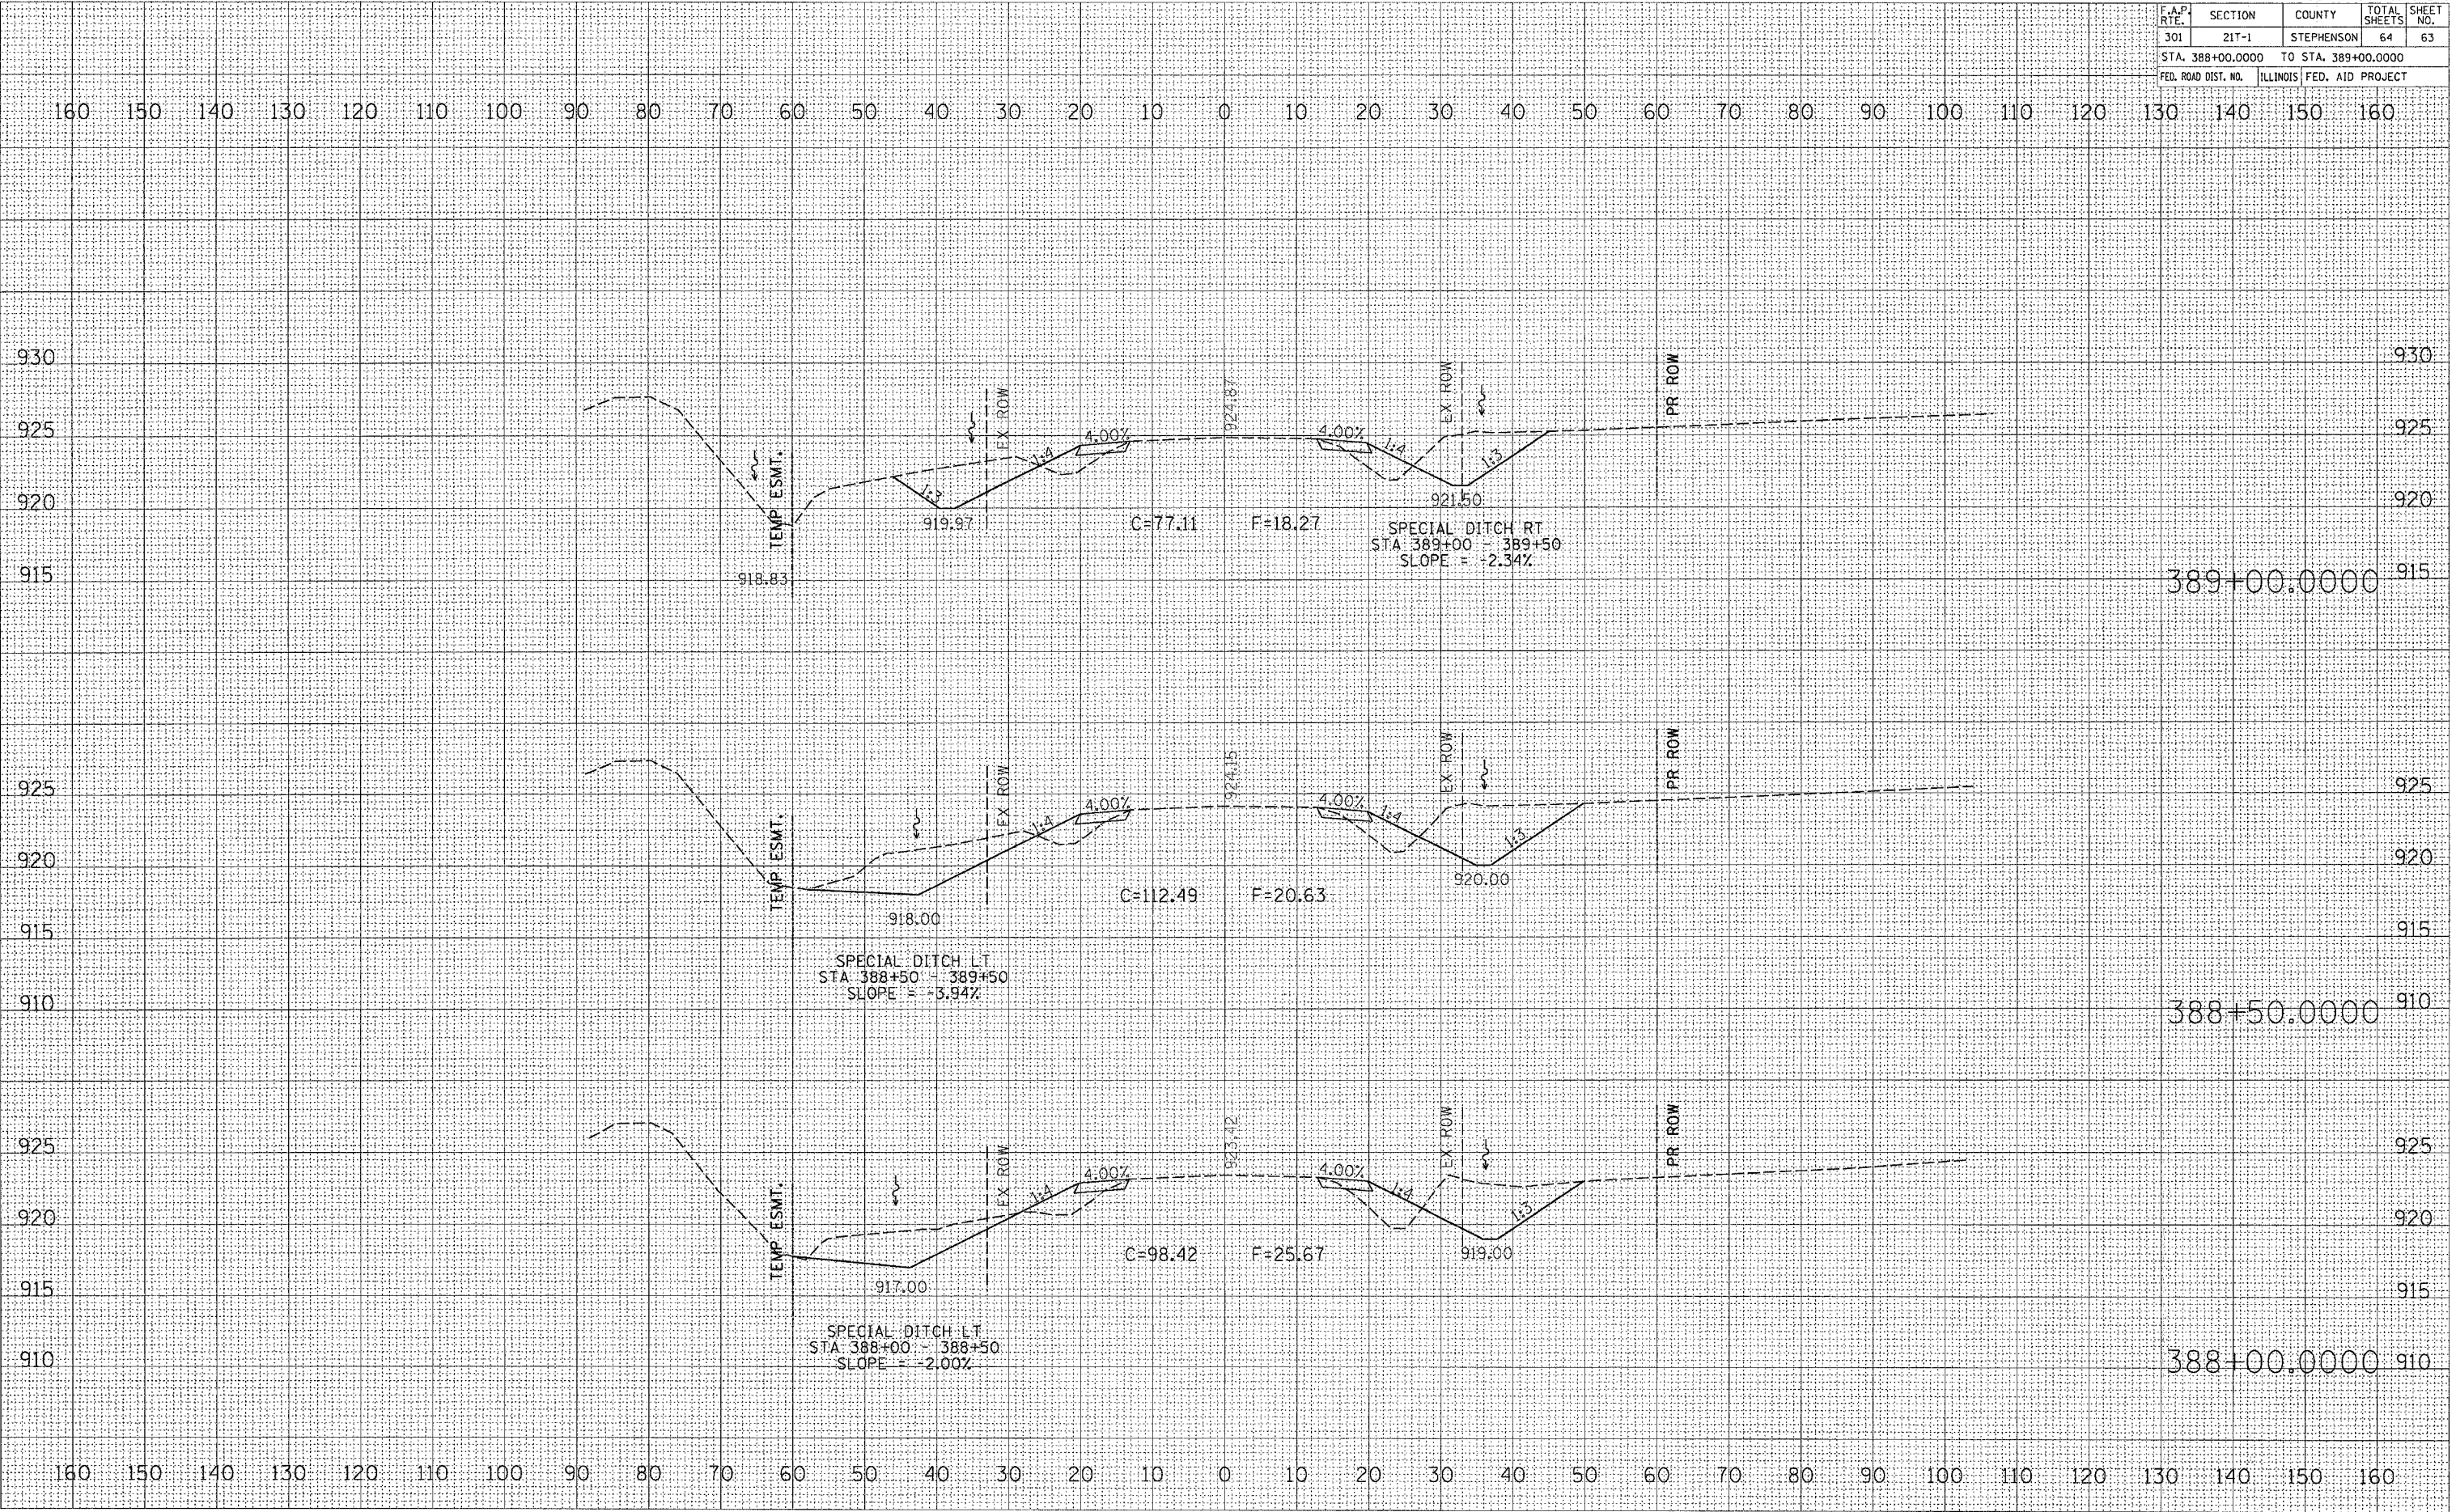 F.A.P. RTE. SECTION COUNTY TOTAL SHEETS SHEET NO.
301 21T-1 STEPHENSON 64 63
STA. 388+00.0000 TO STA. 389+00.0000
FED. ROAD DIST. NO. ILLINOIS FED. AID PROJECT
160 150 140 130 120 110 100 90 80 70 60 50 40 30 20 10 0 10 20 30 40 50 60 70 80 90 100 110 120 130 140 150 160
930 EX ROW 924.87 EX ROW PR ROW 930
925 4.00% 4.00% 925
TEMP ESMT. 1:4 1:4 1:3
1:3
920 921.50 920
919.97 C=77.11 F=18.27
SPECIAL DITCH RT
STA 389+00 - 389+50
SLOPE = -2.34%
915 918.83 389+00.0000 915
EX ROW 924.15 EX ROW PR ROW
925 4.00% 4.00% 925
TEMP ESMT. 1:4 1:4 1:3
920 920
920.00
C=112.49 F=20.63
918.00
915 915
SPECIAL DITCH LT
STA 388+50 - 389+50
SLOPE = -3.94%
910 388+50.0000 910
EX ROW 923.42 EX ROW PR ROW
925 925
4.00% 4.00%
TEMP ESMT. 1:4 1:4 1:3
920 920
C=98.42 F=25.67 919.00
917.00
915 915
SPECIAL DITCH LT
STA 388+00 - 388+50
SLOPE = -2.00%
910 388+00.0000 910
160 150 140 130 120 110 100 90 80 70 60 50 40 30 20 10 0 10 20 30 40 50 60 70 80 90 100 110 120 130 140 150 160